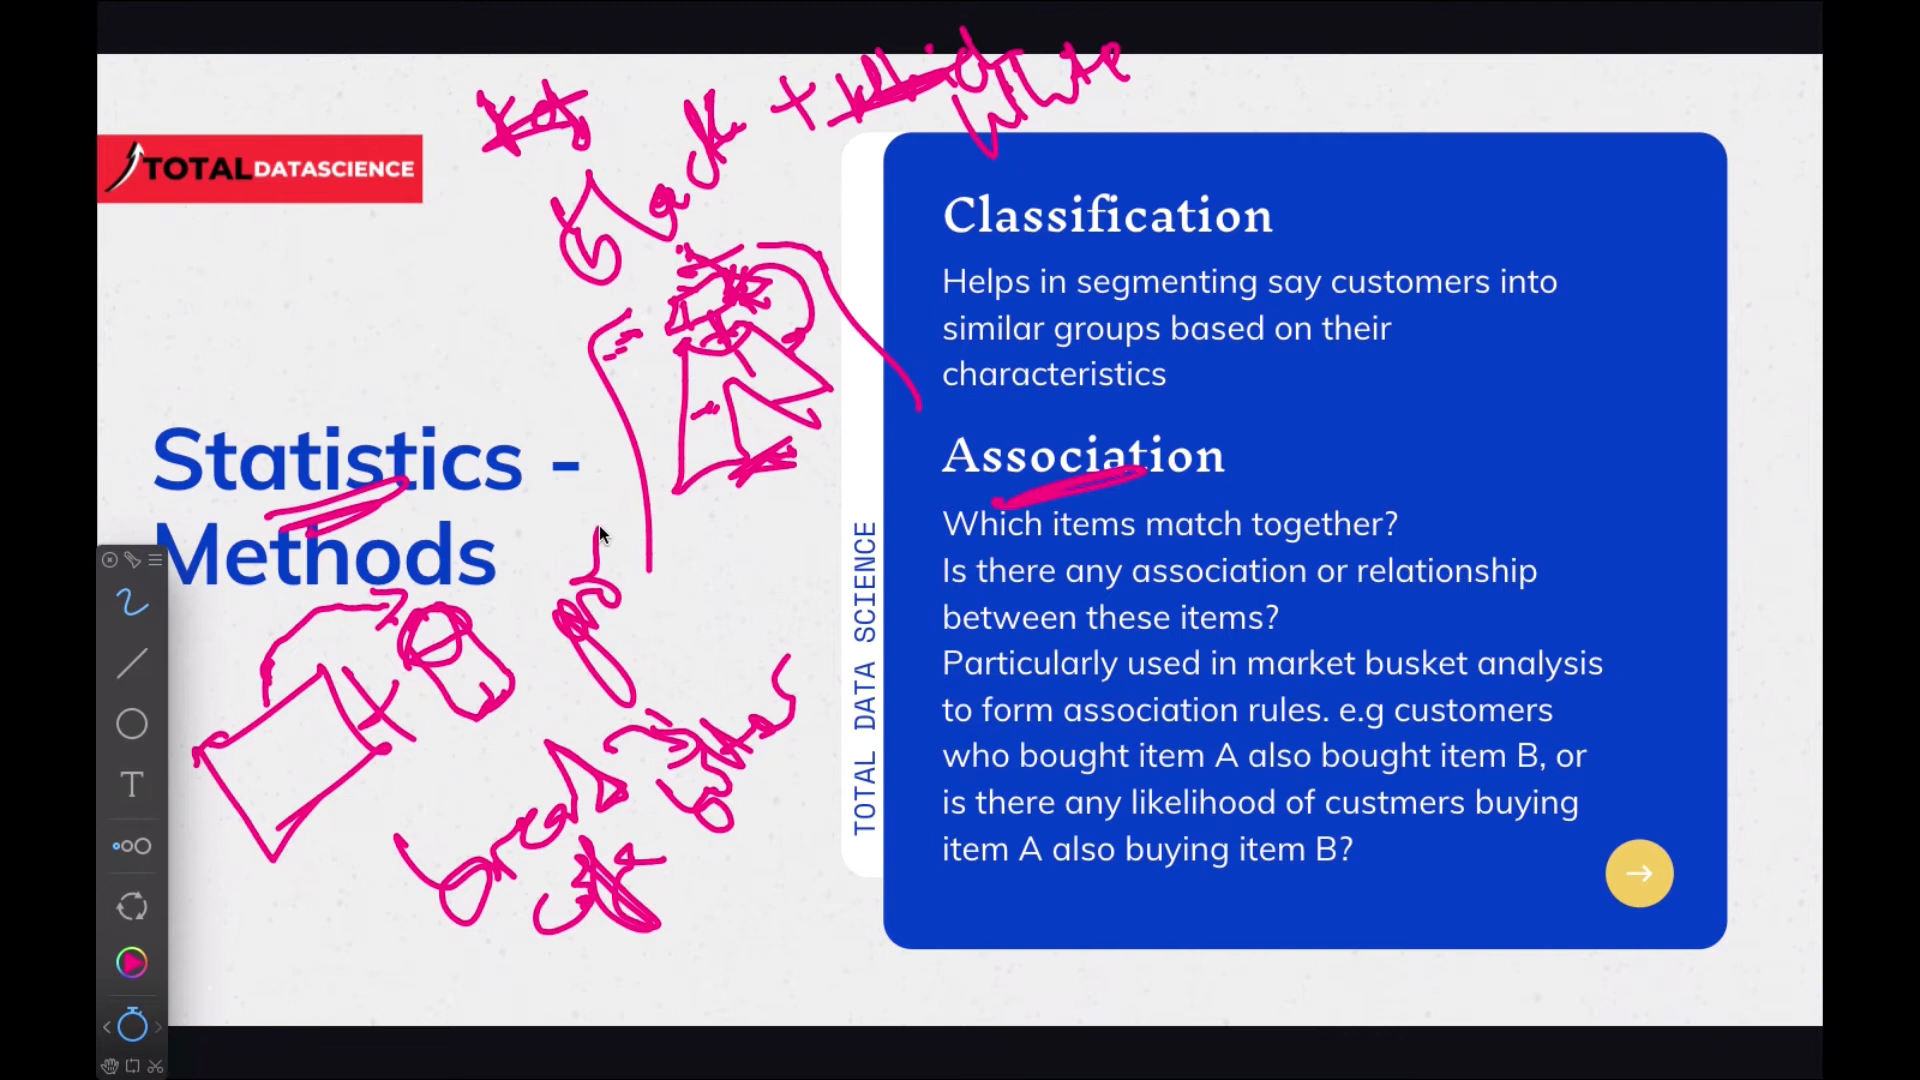 TOTAL DATASCIENCE
Statistics -
Methods
TOTAL DATA SCIENCE
Classification
Helps in segmenting say customers into
similar groups based on their
characteristics
Association
Which items match together?
Is there any association or relationship
between these items?
Particularly used in market busket analysis
to form association rules. e.g customers
who bought item A also bought item B, or
is there any likelihood of custmers buying
item A also buying item B?
T